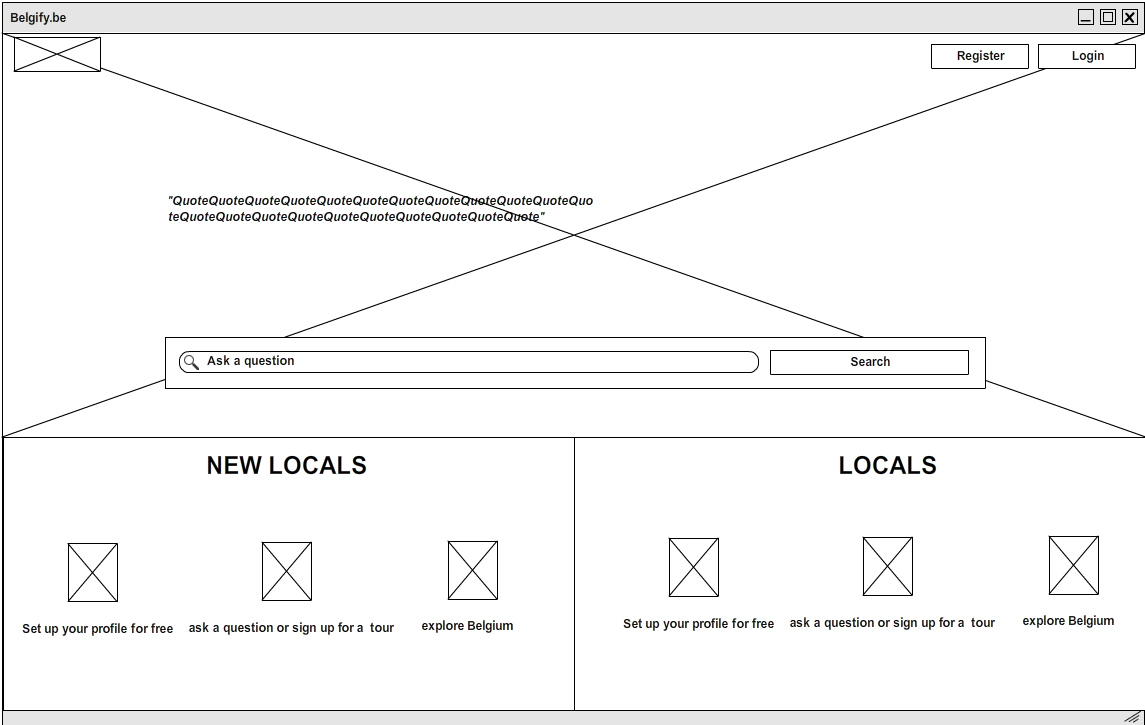 Belgify.be
Register
Login
"QuoteQuoteQuoteQuoteQuoteQuoteQuoteQuoteQuoteQuoteQuoteQuo
teQuoteQuoteQuoteQuoteQuoteQuoteQuoteQuoteQuoteQuote"
Ask a question
Search
NEW LOCALS
Set up your profile for free
ask a question or sign up for a  tour
explore Belgium
LOCALS
Set up your profile for free
ask a question or sign up for a  tour
explore Belgium